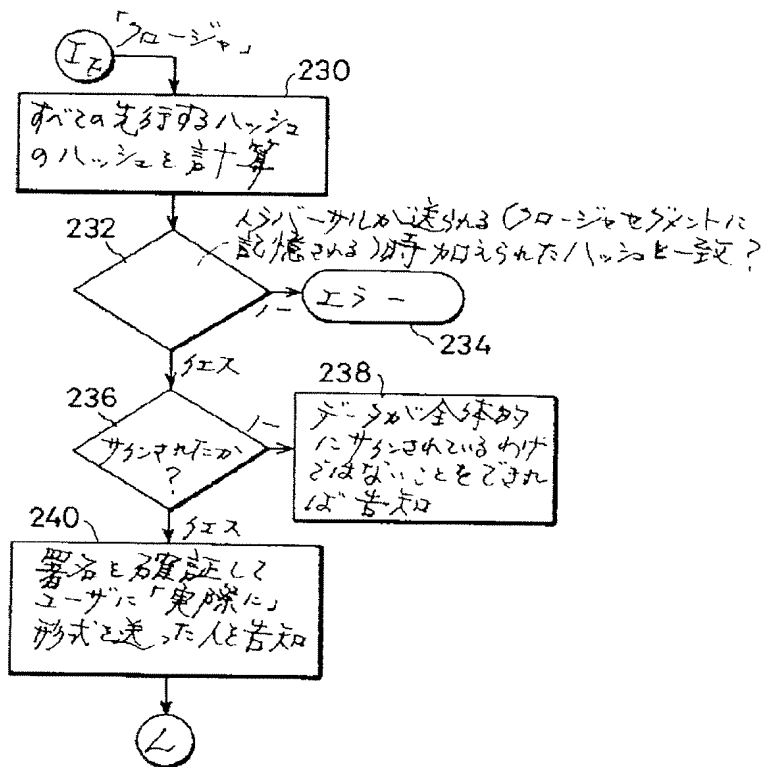 「クロージャ」
IF
230
すべての先行するハッシュ
のハッシュを計算
232
トラバーサルが送られる(クロージャセグメントに
記憶される)時加えられたハッシュと一致?
ノー
エラー
234
イエス
236
サインされたか
?
ノー
238
データが全体的
にサインされているわけ
ではないことをできれ
ば告知
イエス
240
署名を確証して
ユーザに「実際に」
形式を送った人を告知
L